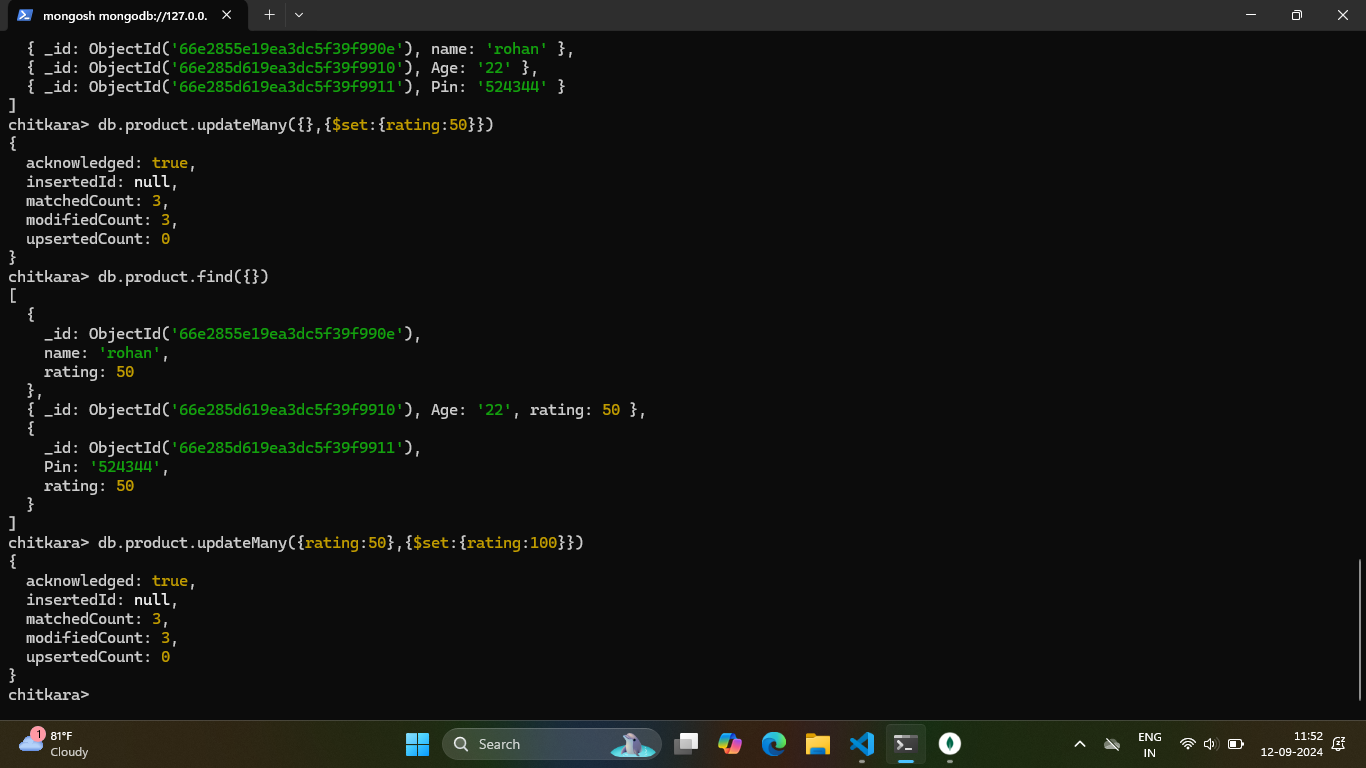 mongosh mongodb://127.0.0.
  { _id: ObjectId('66e2855e19ea3dc5f39f990e'), name: 'rohan' },
  { _id: ObjectId('66e285d619ea3dc5f39f9910'), Age: '22' },
  { _id: ObjectId('66e285d619ea3dc5f39f9911'), Pin: '524344' }
]
chitkara> db.product.updateMany({},{$set:{rating:50}})
{
  acknowledged: true,
  insertedId: null,
  matchedCount: 3,
  modifiedCount: 3,
  upsertedCount: 0
}
chitkara> db.product.find({})
[
  {
    _id: ObjectId('66e2855e19ea3dc5f39f990e'),
    name: 'rohan',
    rating: 50
  },
  { _id: ObjectId('66e285d619ea3dc5f39f9910'), Age: '22', rating: 50 },
  {
    _id: ObjectId('66e285d619ea3dc5f39f9911'),
    Pin: '524344',
    rating: 50
  }
]
chitkara> db.product.updateMany({rating:50},{$set:{rating:100}})
{
  acknowledged: true,
  insertedId: null,
  matchedCount: 3,
  modifiedCount: 3,
  upsertedCount: 0
}
chitkara>
1
81°F
Cloudy
Search
ENG
IN
11:52
12-09-2024